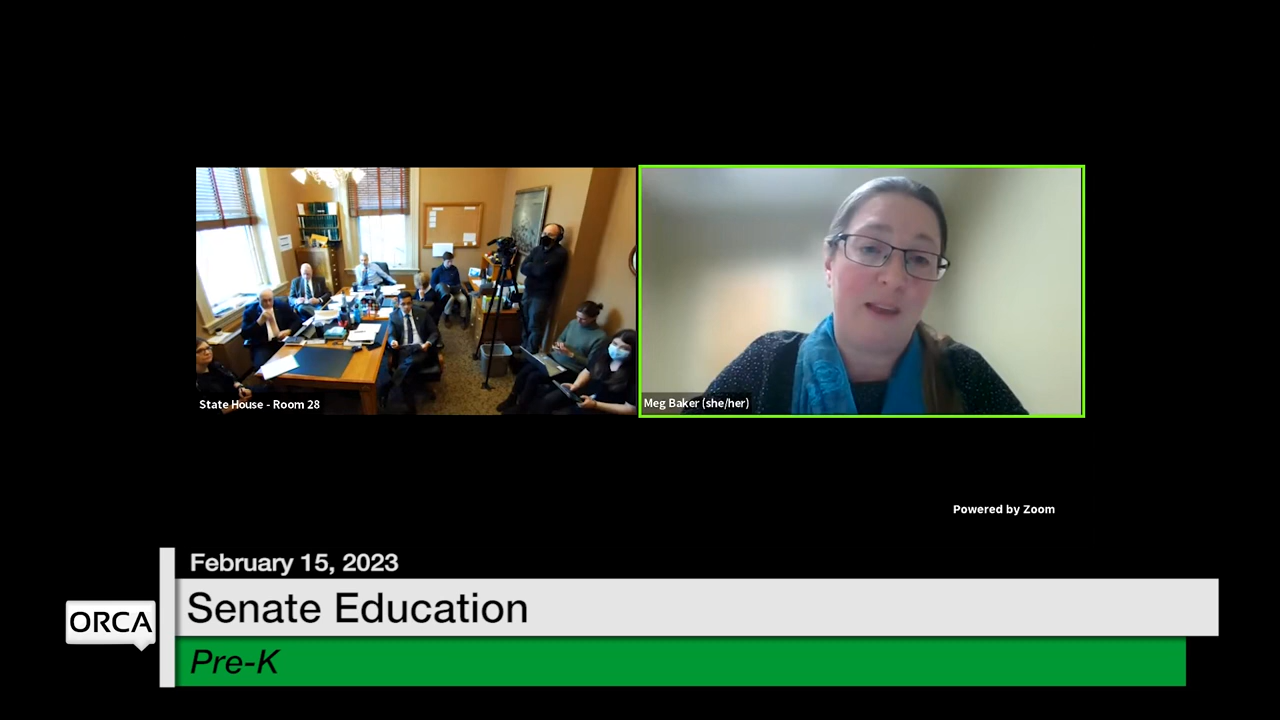 State House - Room 28
Meg Baker (she/her)
Powered by Zoom
February 15, 2023
Senate Education
ORCA
Pre-K